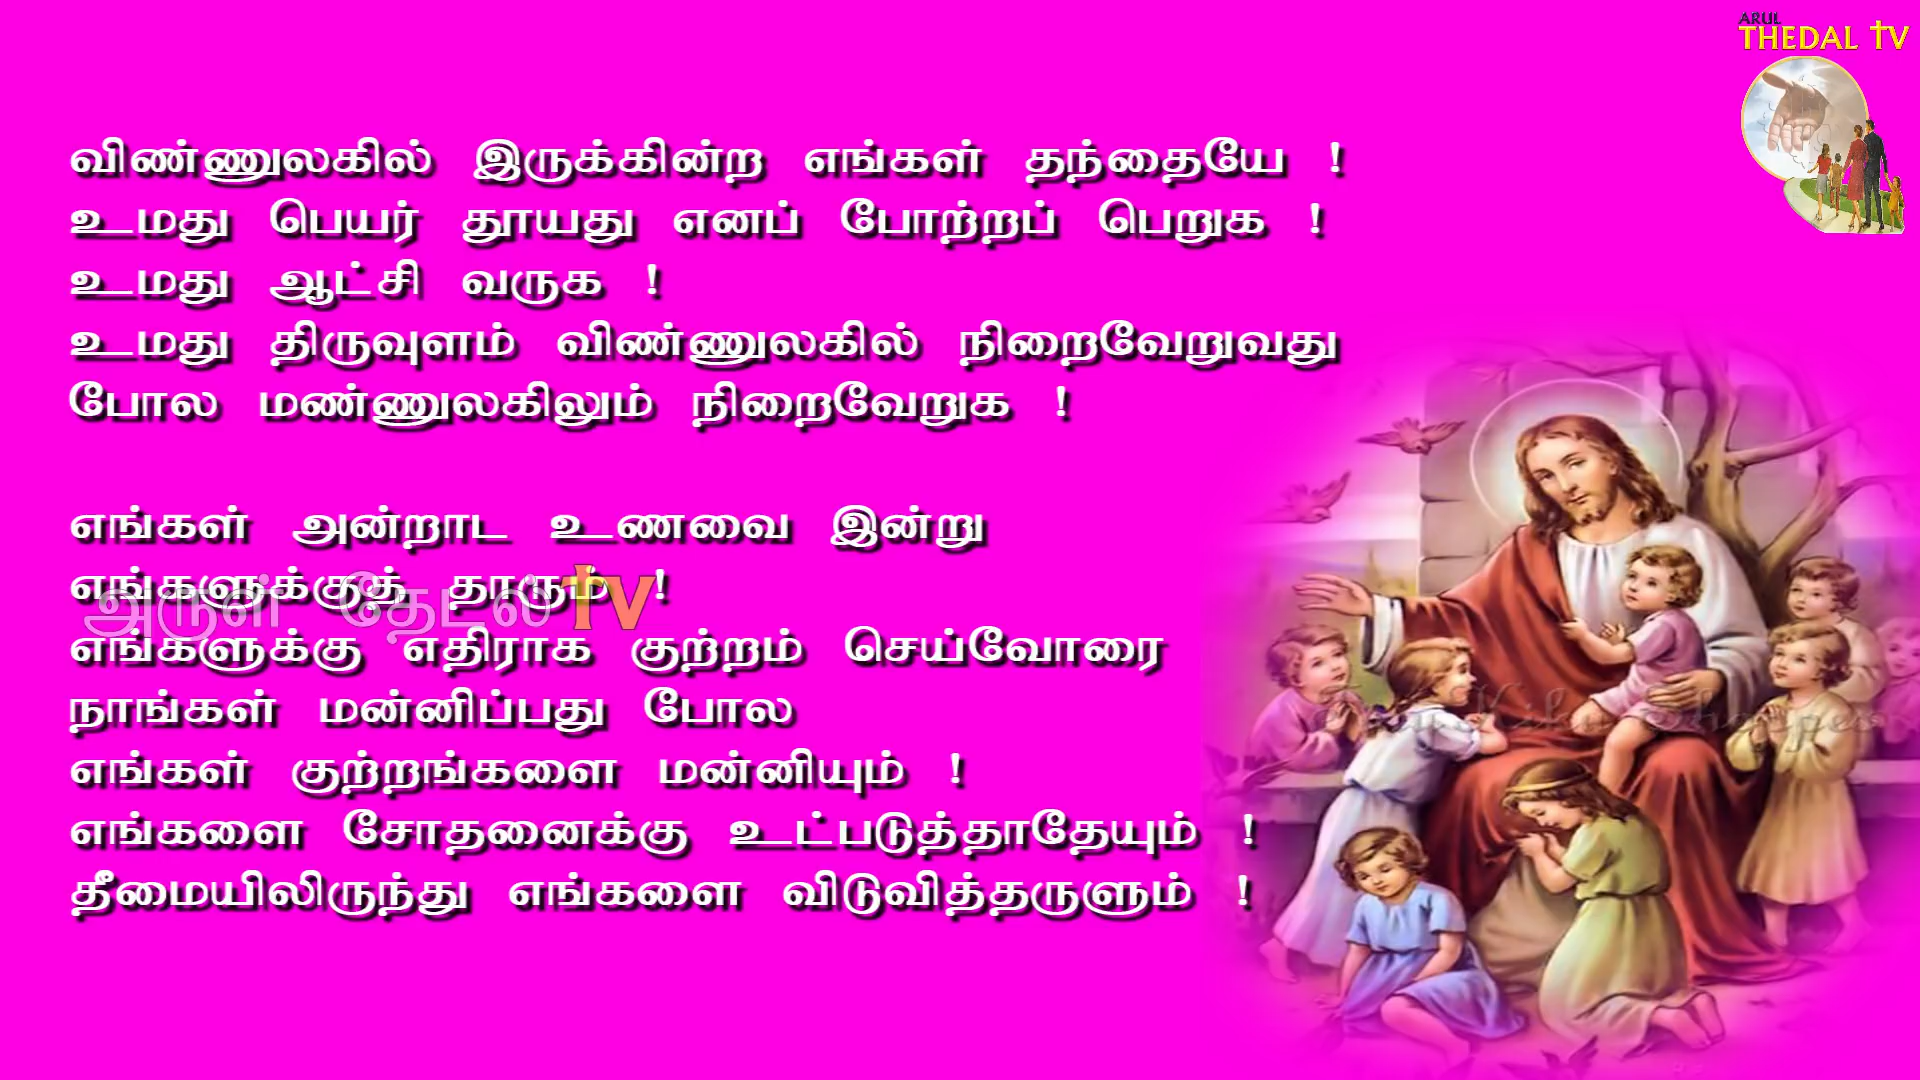 ARUL
THEDAL TV
விண்ணுலகில் இருக்கின்ற எங்கள் தந்தையே !
உமது பெயர் தூயது எனப் போற்றப் பெறுக !
உமது ஆட்சி வருக !
உமது திருவுளம் விண்ணுலகில் நிறைவேறுவது
போல மண்ணுலகிலும் நிறைவேறுக !
எங்கள் அன்றாட உணவை இன்று
எங்களுக்குத் தாரும் !
அருள் தேடல் TV
எங்களுக்கு எதிராக குற்றம் செய்வோரை
நாங்கள் மன்னிப்பது போல
எங்கள் குற்றங்களை மன்னியும் !
எங்களை சோதனைக்கு உட்படுத்தாதேயும் !
தீமையிலிருந்து எங்களை விடுவித்தருளும் !